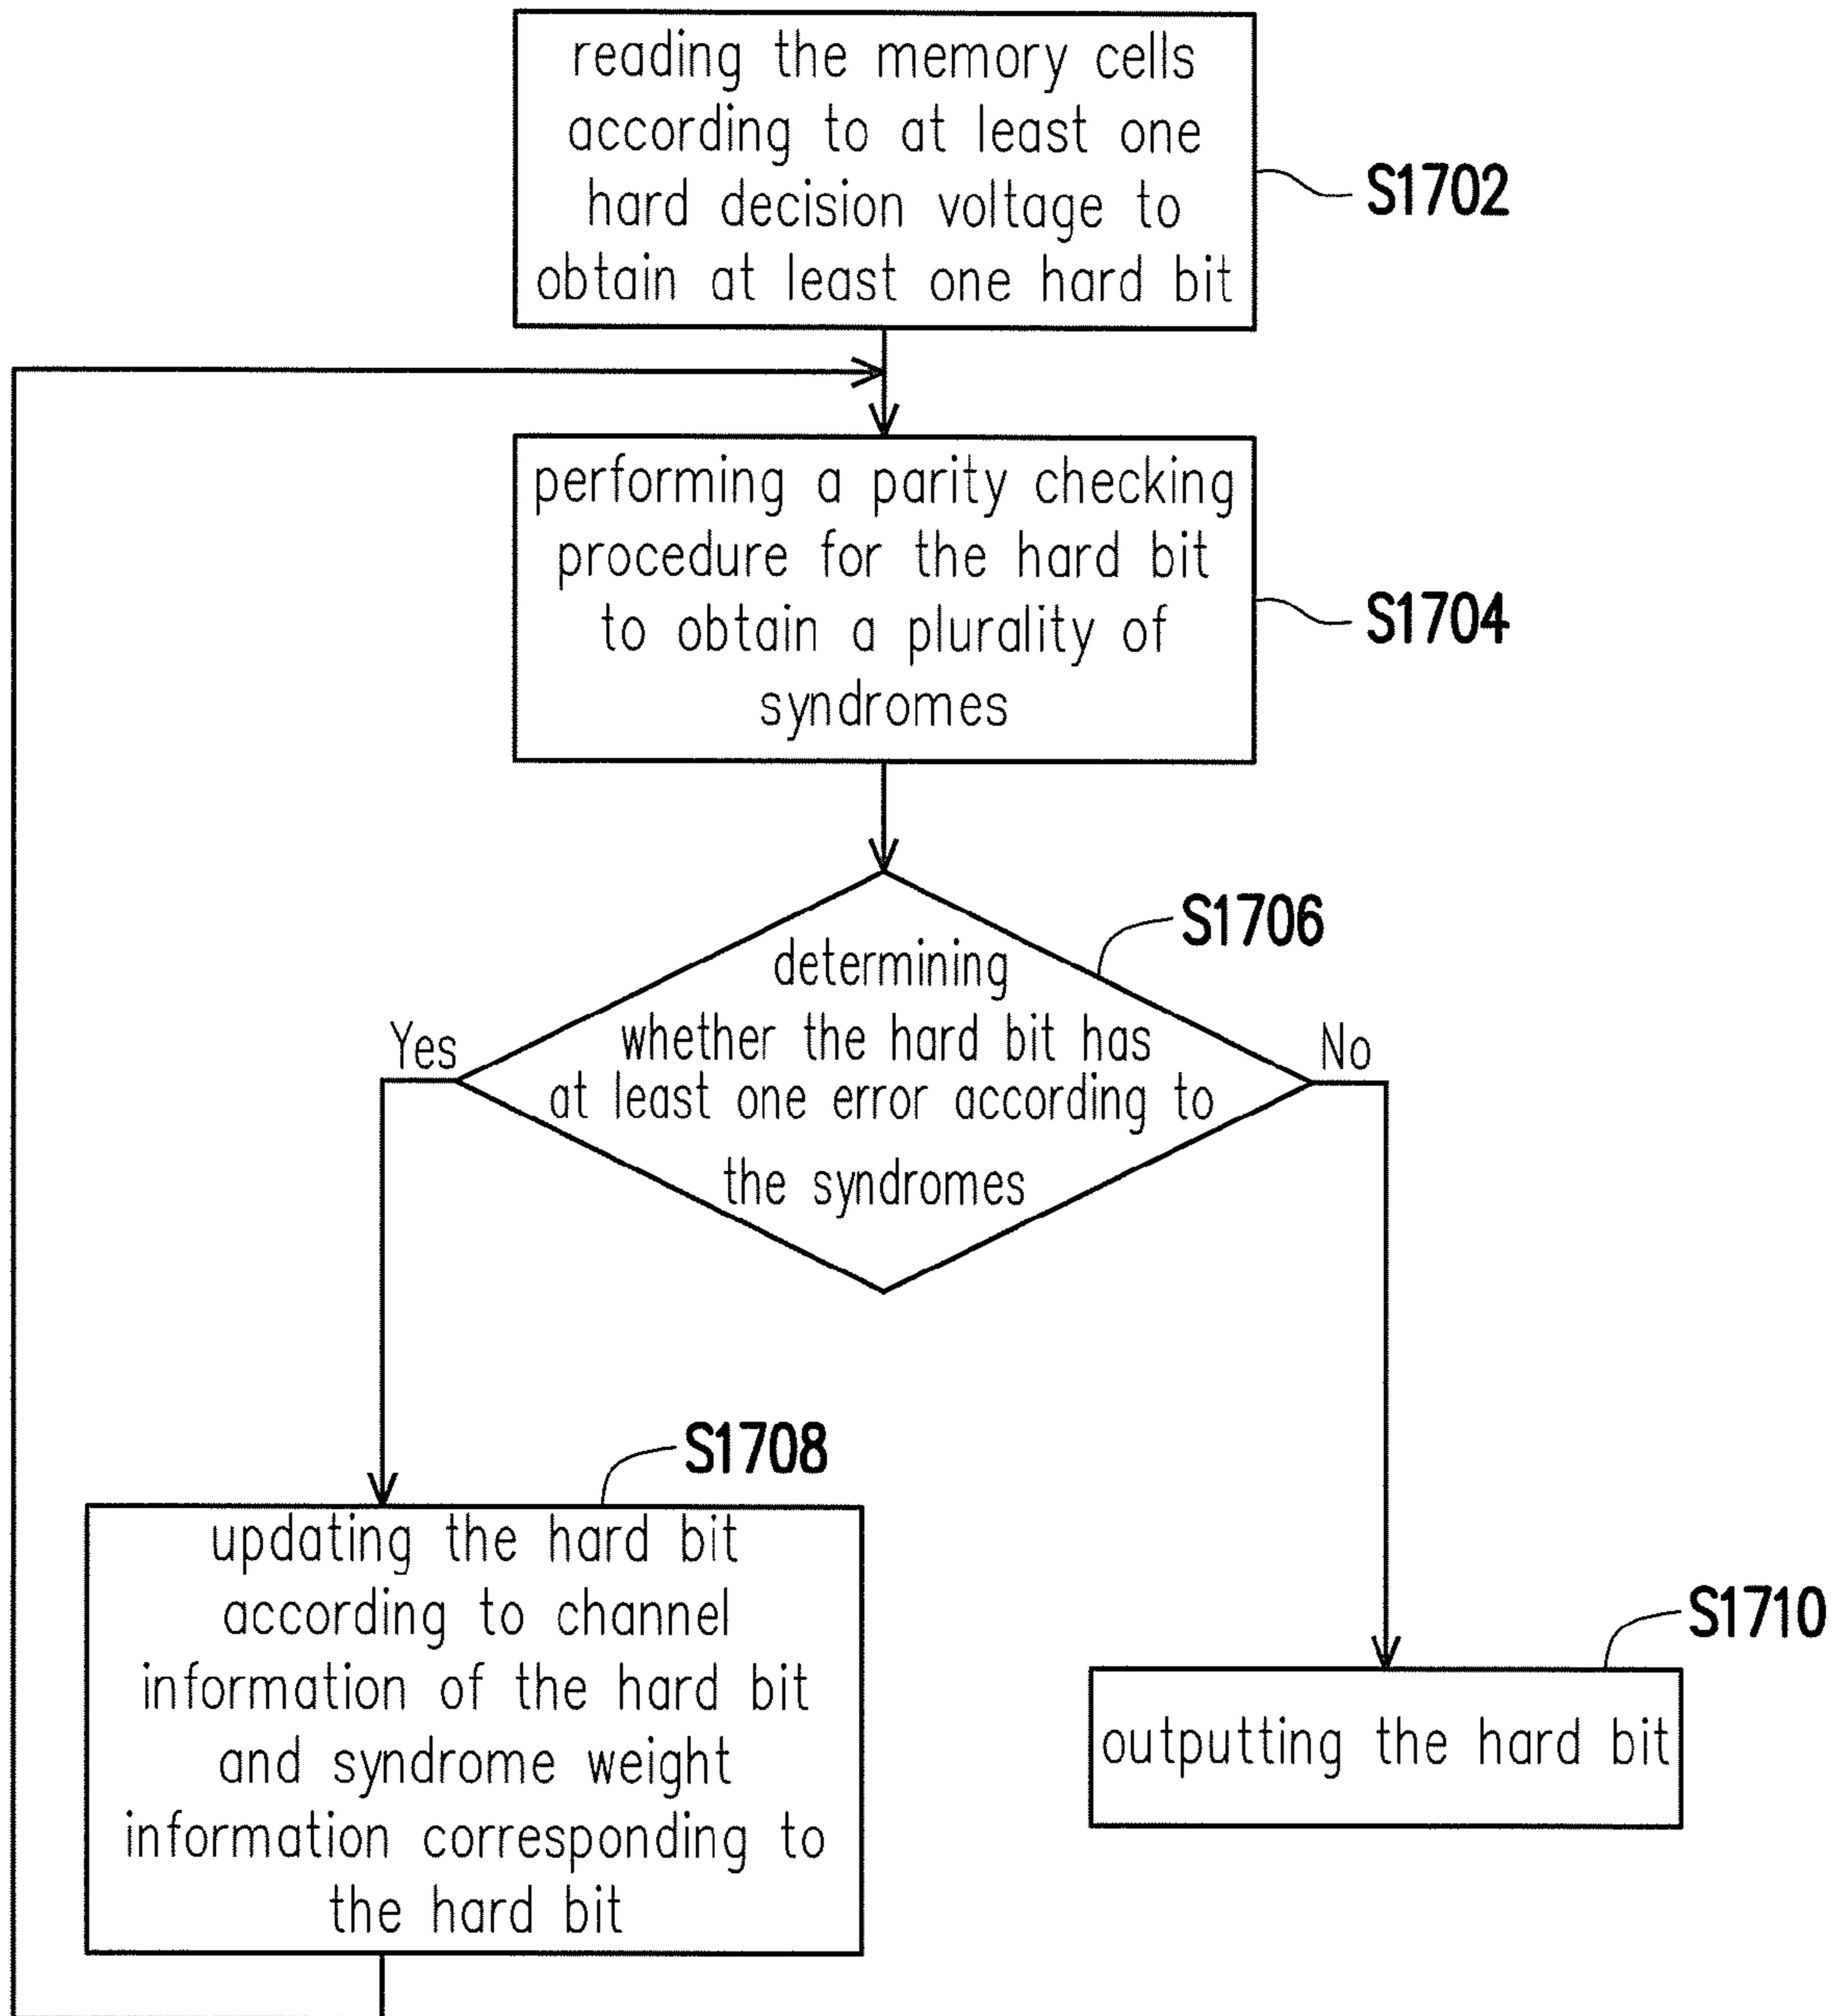 reading the memory cells
according to at least one
hard decision voltage to
obtain at least one hard bit
S1702
performing a parity checking
procedure for the hard bit
to obtain a plurality of
syndromes
S1704
S1706
determining
whether the hard bit has
at least one error according to
the syndromes
Yes
No
S1708
updating the hard bit
according to channel
information of the hard bit
and syndrome weight
information corresponding to
the hard bit
S1710
outputting the hard bit